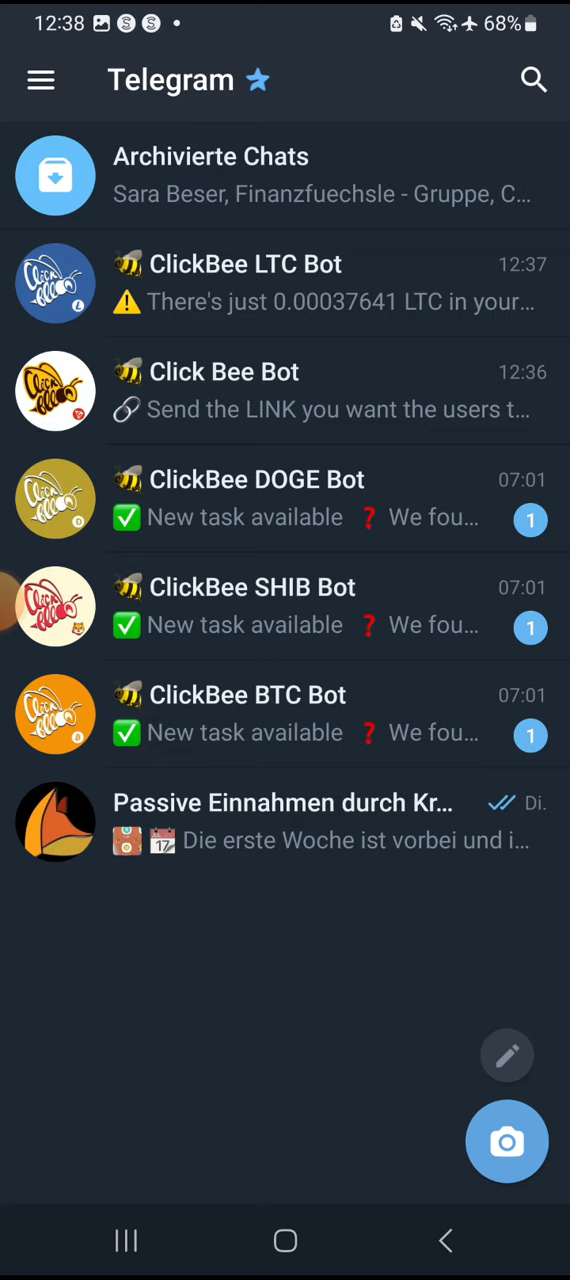 12:38 68%
Telegram
Archivierte Chats
Sara Beser, Finanzfuechsle - Gruppe, C...
ClickBee LTC Bot 12:37
There's just 0.00037641 LTC in your...
Click Bee Bot 12:36
Send the LINK you want the users t...
ClickBee DOGE Bot 07:01
New task available ❓ We fou... 1
ClickBee SHIB Bot 07:01
New task available ❓ We fou... 1
ClickBee BTC Bot 07:01
New task available ❓ We fou... 1
Passive Einnahmen durch Kr... Di.
17 Die erste Woche ist vorbei und i...